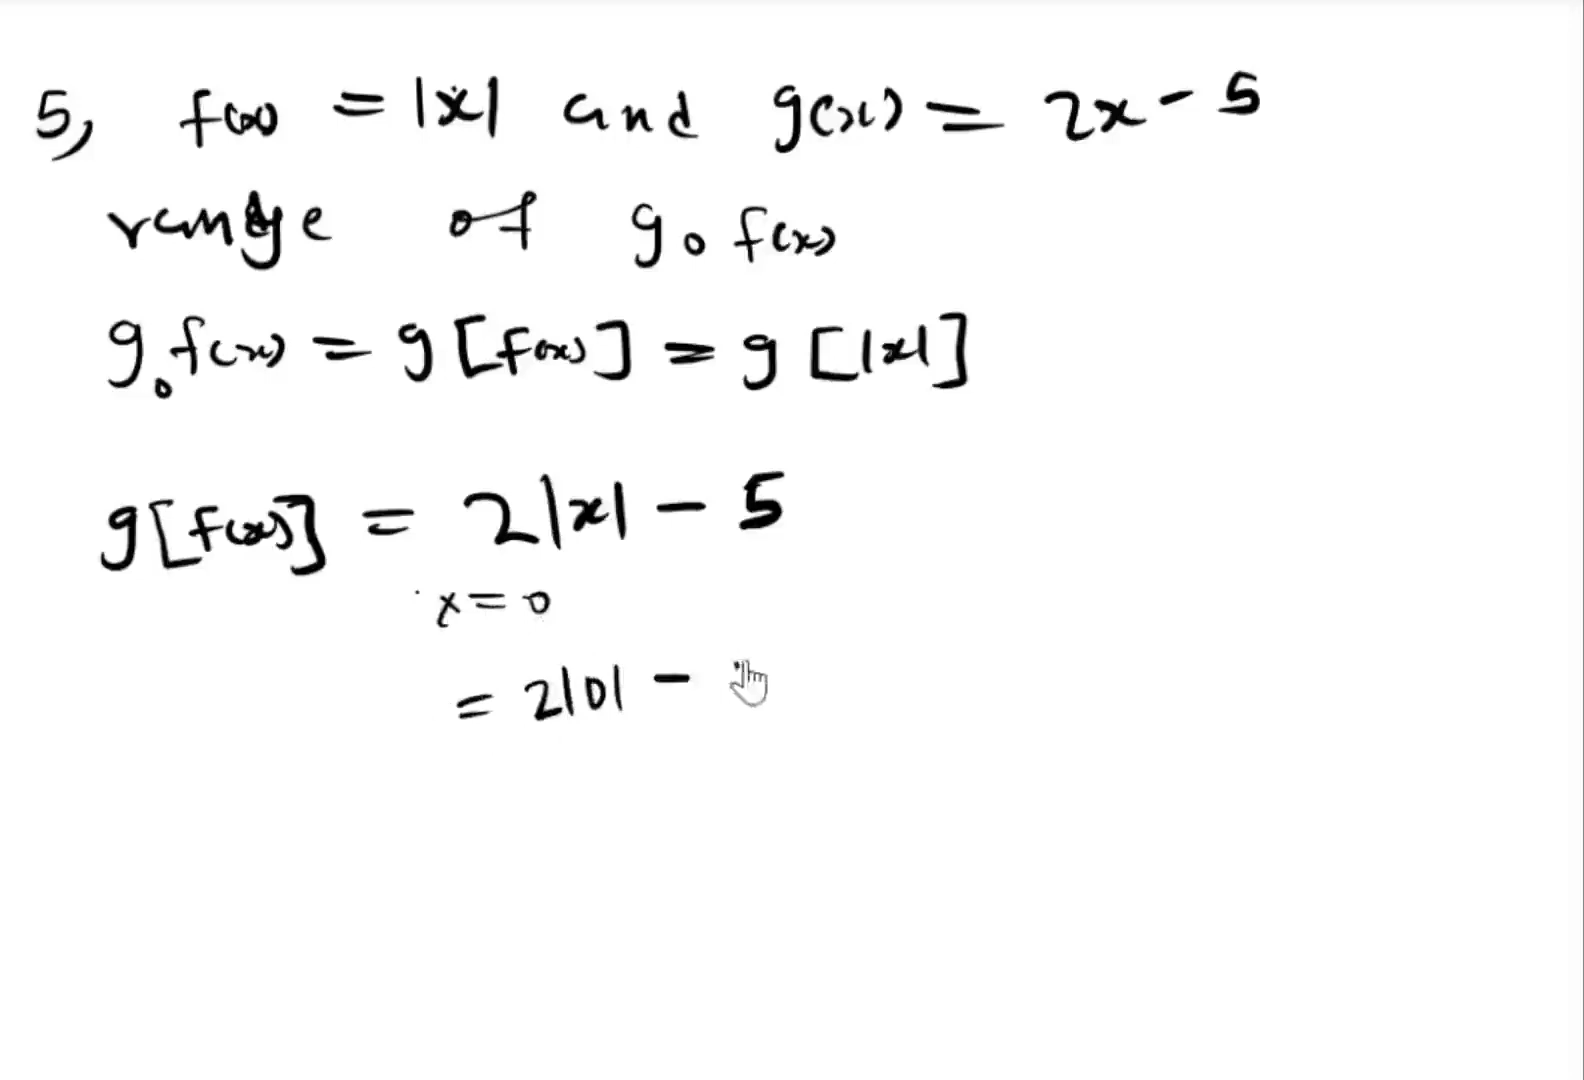 5, f(x) = |x| and g(x) = 2x - 5
range of g∘f(x)
g∘f(x) = g[f(x)] = g[|x|]
g[f(x)] = 2|x| - 5
x = 0
= 2|0| -